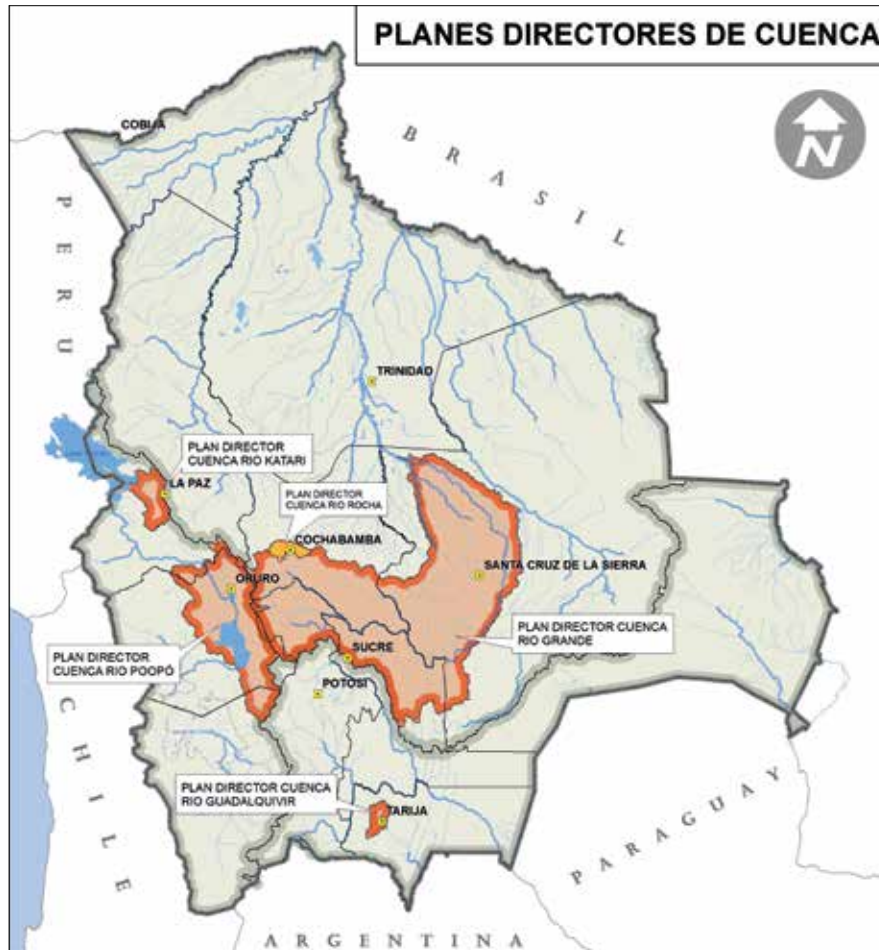 PLANES DIRECTORES DE CUENCA
N
COBIJA
BRASIL
PERU
TRINIDAD
PLAN DIRECTOR
CUENCA RIO KATARI
LA PAZ
PLAN DIRECTOR
CUENCA RIO ROCHA
COCHABAMBA
ORURO
SANTA CRUZ DE LA SIERRA
PLAN DIRECTOR CUENCA
RIO GRANDE
PLAN DIRECTOR
CUENCA RIO POOPÓ
SUCRE
POTOSI
CHILE
PLAN DIRECTOR CUENCA
RIO GUADALQUIVIR
TARIJA
PARAGUAY
ARGENTINA